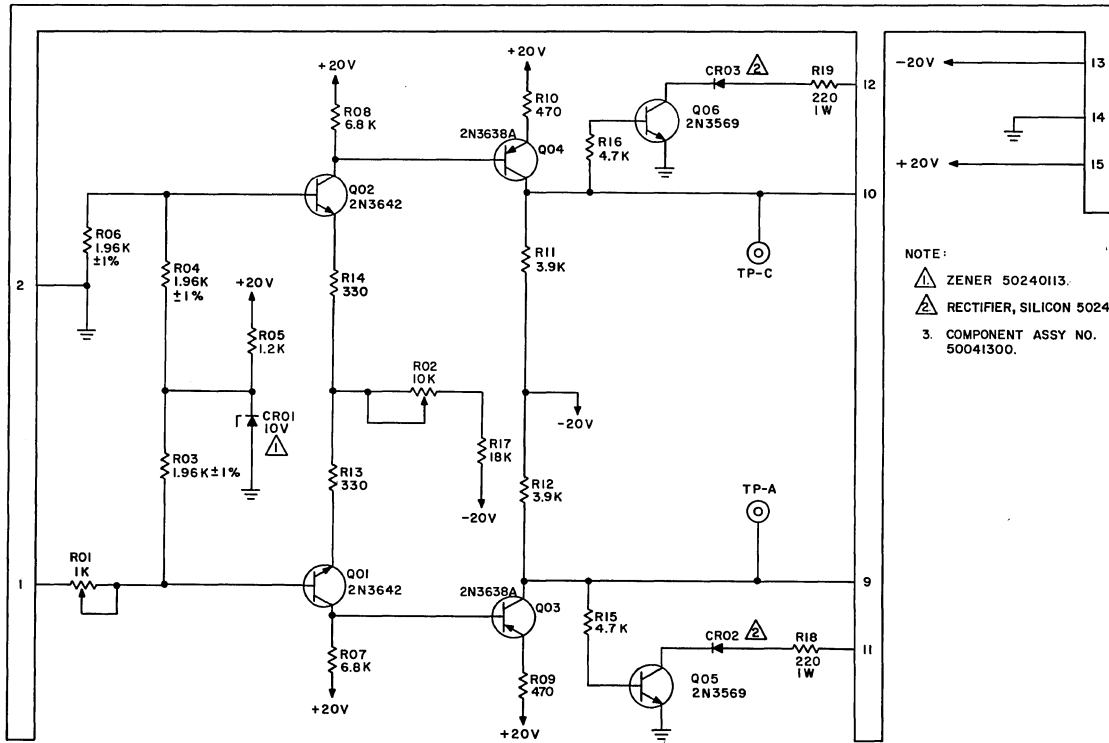 +20V
R08
6.8K
+20V
R10
470
2N3638A
Q04
Q02
2N3642
R06
1.96K
±1%
2
R04
1.96K
±1%
+20V
R05
1.2K
R14
330
R11
3.9K
R16
4.7K
Q06
2N3569
CR03
2
R19
220
1W
12
10
TP-C
R02
10K
CR01
10V
1
R03
1.96K±1%
R17
18K
-20V
-20V
R13
330
R12
3.9K
TP-A
R01
1K
1
Q01
2N3642
2N3638A
Q03
9
R07
6.8K
+20V
R09
470
+20V
R15
4.7K
Q05
2N3569
CR02
2
R18
220
1W
11
-20V
13
14
+20V
15
NOTE:
1. ZENER 50240113.
2. RECTIFIER, SILICON 5024
3. COMPONENT ASSY NO.
50041300.